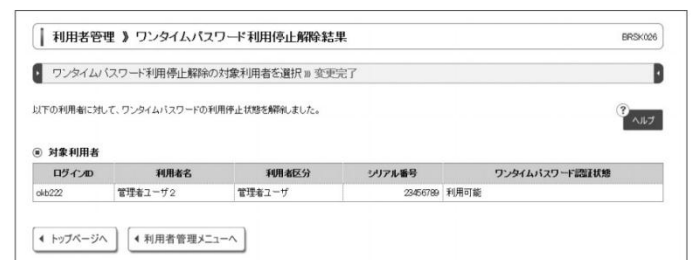 利用者管理 》 ワンタイムパスワード利用停止解除結果 BRSK026
ワンタイムパスワード利用停止解除の対象利用者を選択 » 変更完了
以下の利用者に対して、ワンタイムパスワードの利用停止状態を解除しました。
? ヘルプ
対象利用者
ログインID 利用者名 利用者区分 シリアル番号 ワンタイムパスワード認証状態
okb222 管理者ユーザ2 管理者ユーザ 23456789 利用可能
トップページへ 利用者管理メニューへ